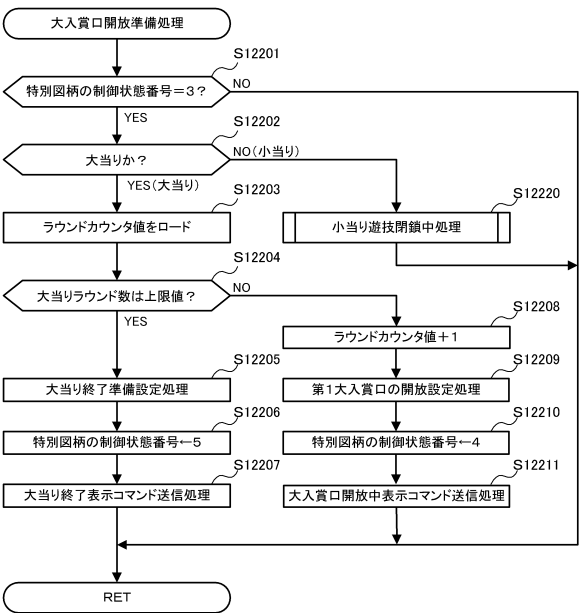 大入賞口開放準備処理
S12201
特別図柄の制御状態番号=3?
NO
YES
S12202
大当りか?
NO(小当り)
YES(大当り)
S12203
ラウンドカウンタ値をロード
S12220
小当り遊技閉鎖中処理
S12204
大当りラウンド数は上限値?
NO
YES
S12208
ラウンドカウンタ値+1
S12205
大当り終了準備設定処理
S12209
第1大入賞口の開放設定処理
S12206
特別図柄の制御状態番号←5
S12210
特別図柄の制御状態番号←4
S12207
大当り終了表示コマンド送信処理
S12211
大入賞口開放中表示コマンド送信処理
RET